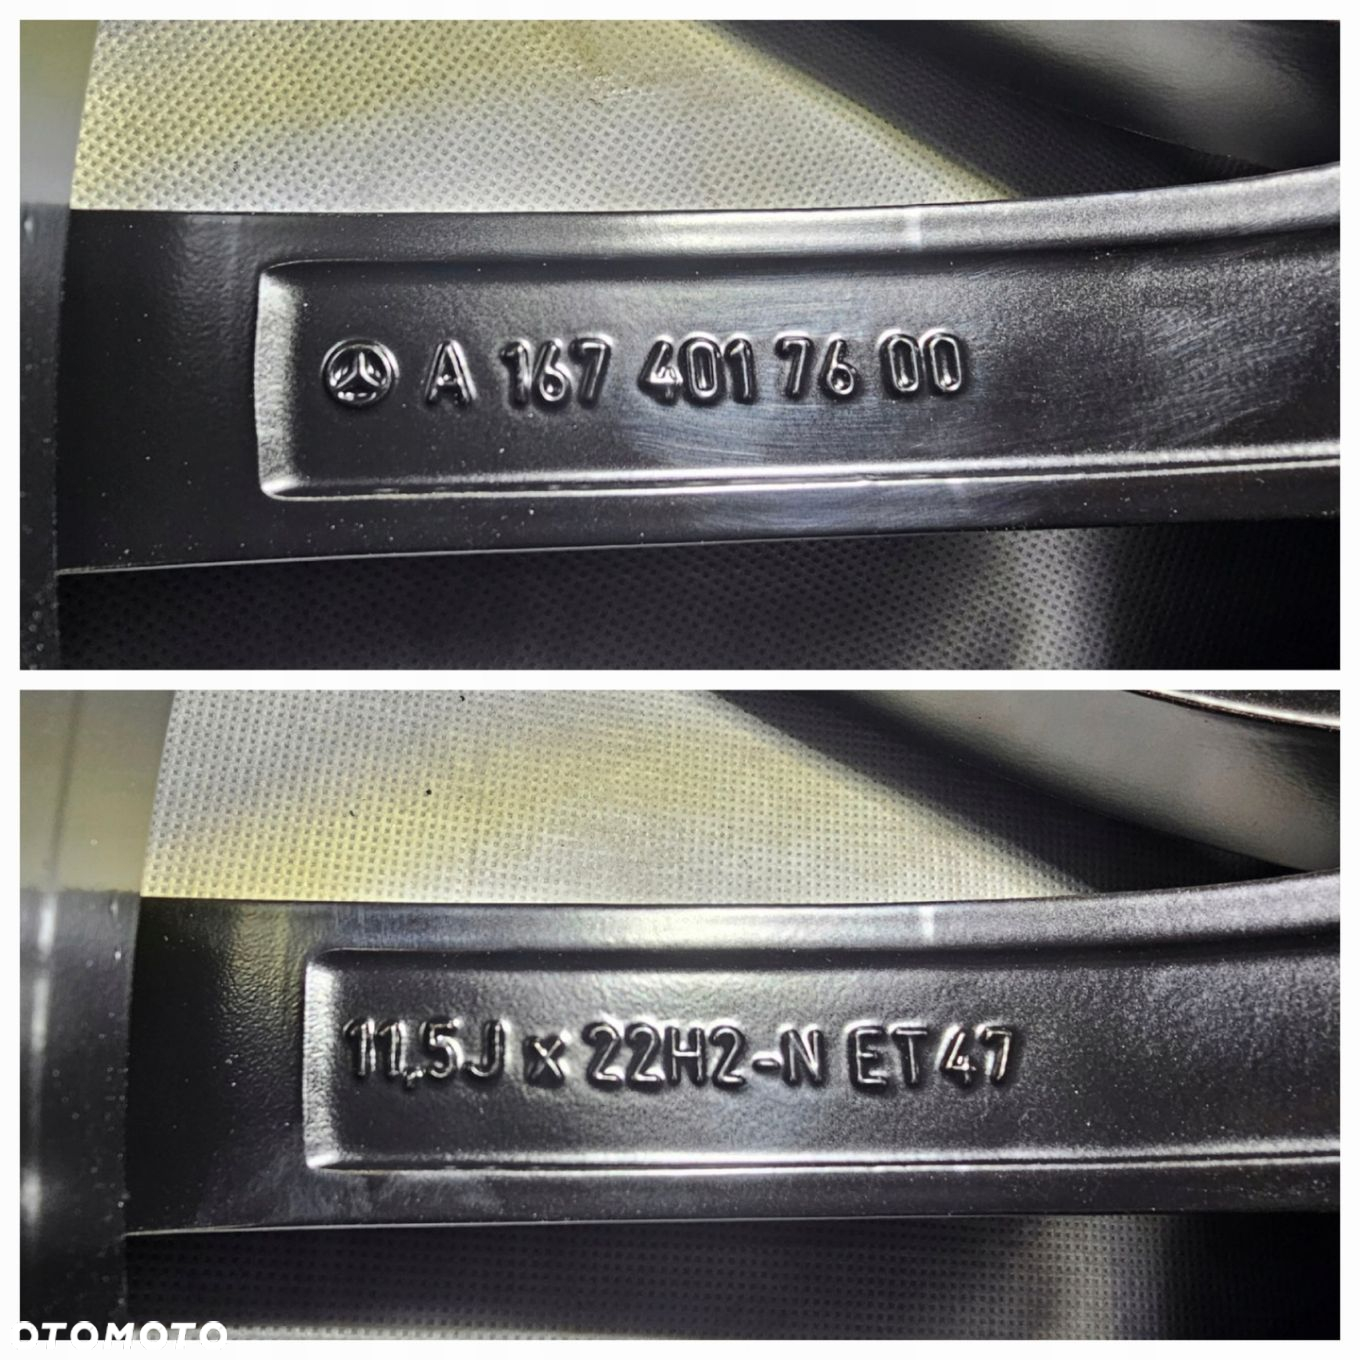 A 167 401 76 00
11,5J x 22H2-N ET47
OTOMOTO